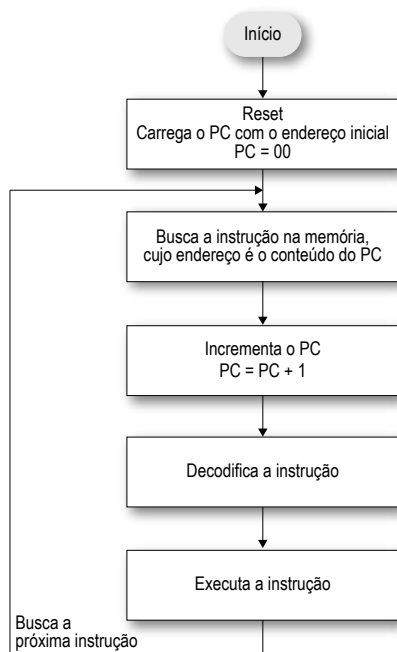 Início
Reset
Carrega o PC com o endereço inicial
PC = 00
Busca a instrução na memória,
cujo endereço é o conteúdo do PC
Incrementa o PC
PC = PC + 1
Decodifica a instrução
Executa a instrução
Busca a
próxima instrução